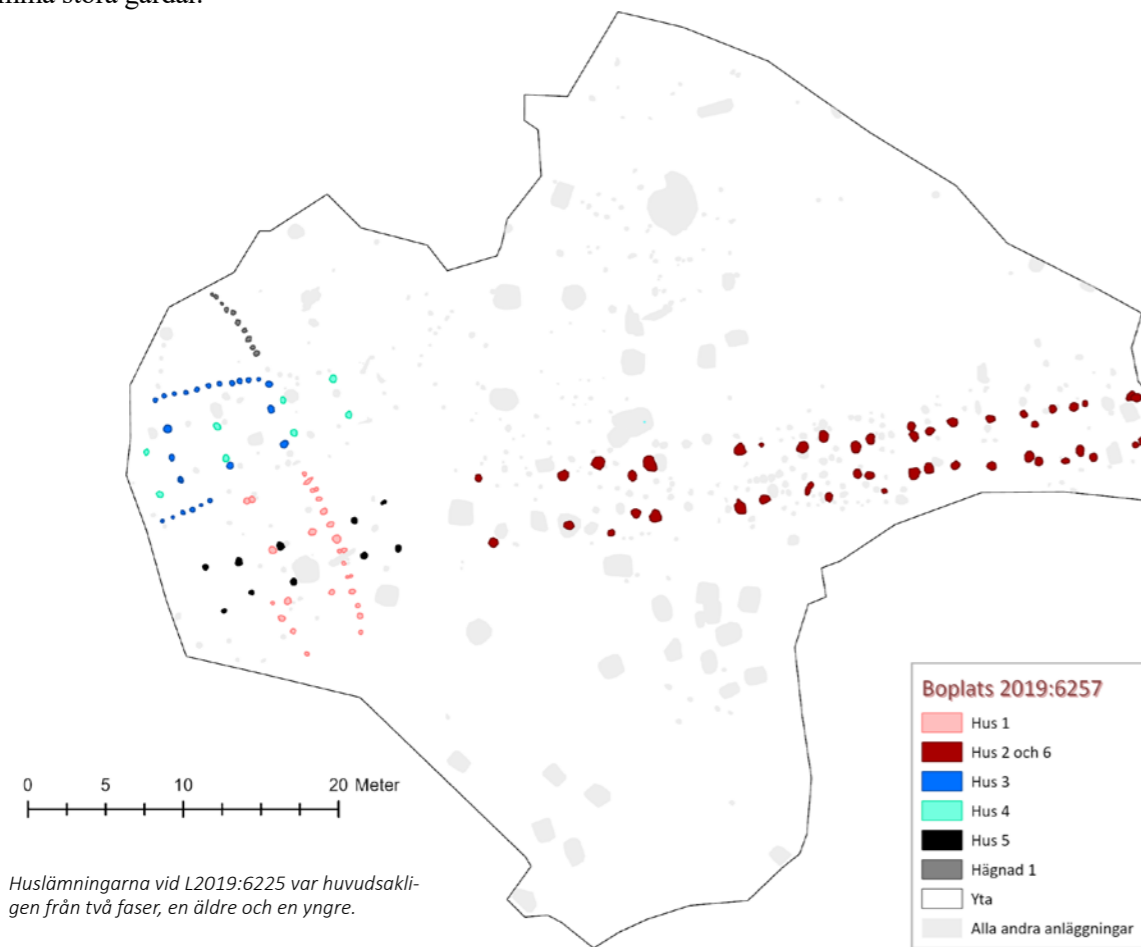 stora gårdar.
0 10 20 Meter
Huslämningarna vid L2019:6225 var huvudsakli-
gen från två faser, en äldre och en yngre.
Boplats 2019:6257
Hus 1
Hus 2 och 6
Hus 3
Hus 4
Hus 5
Hägnad 1
Yta
Alla andra anläggningar